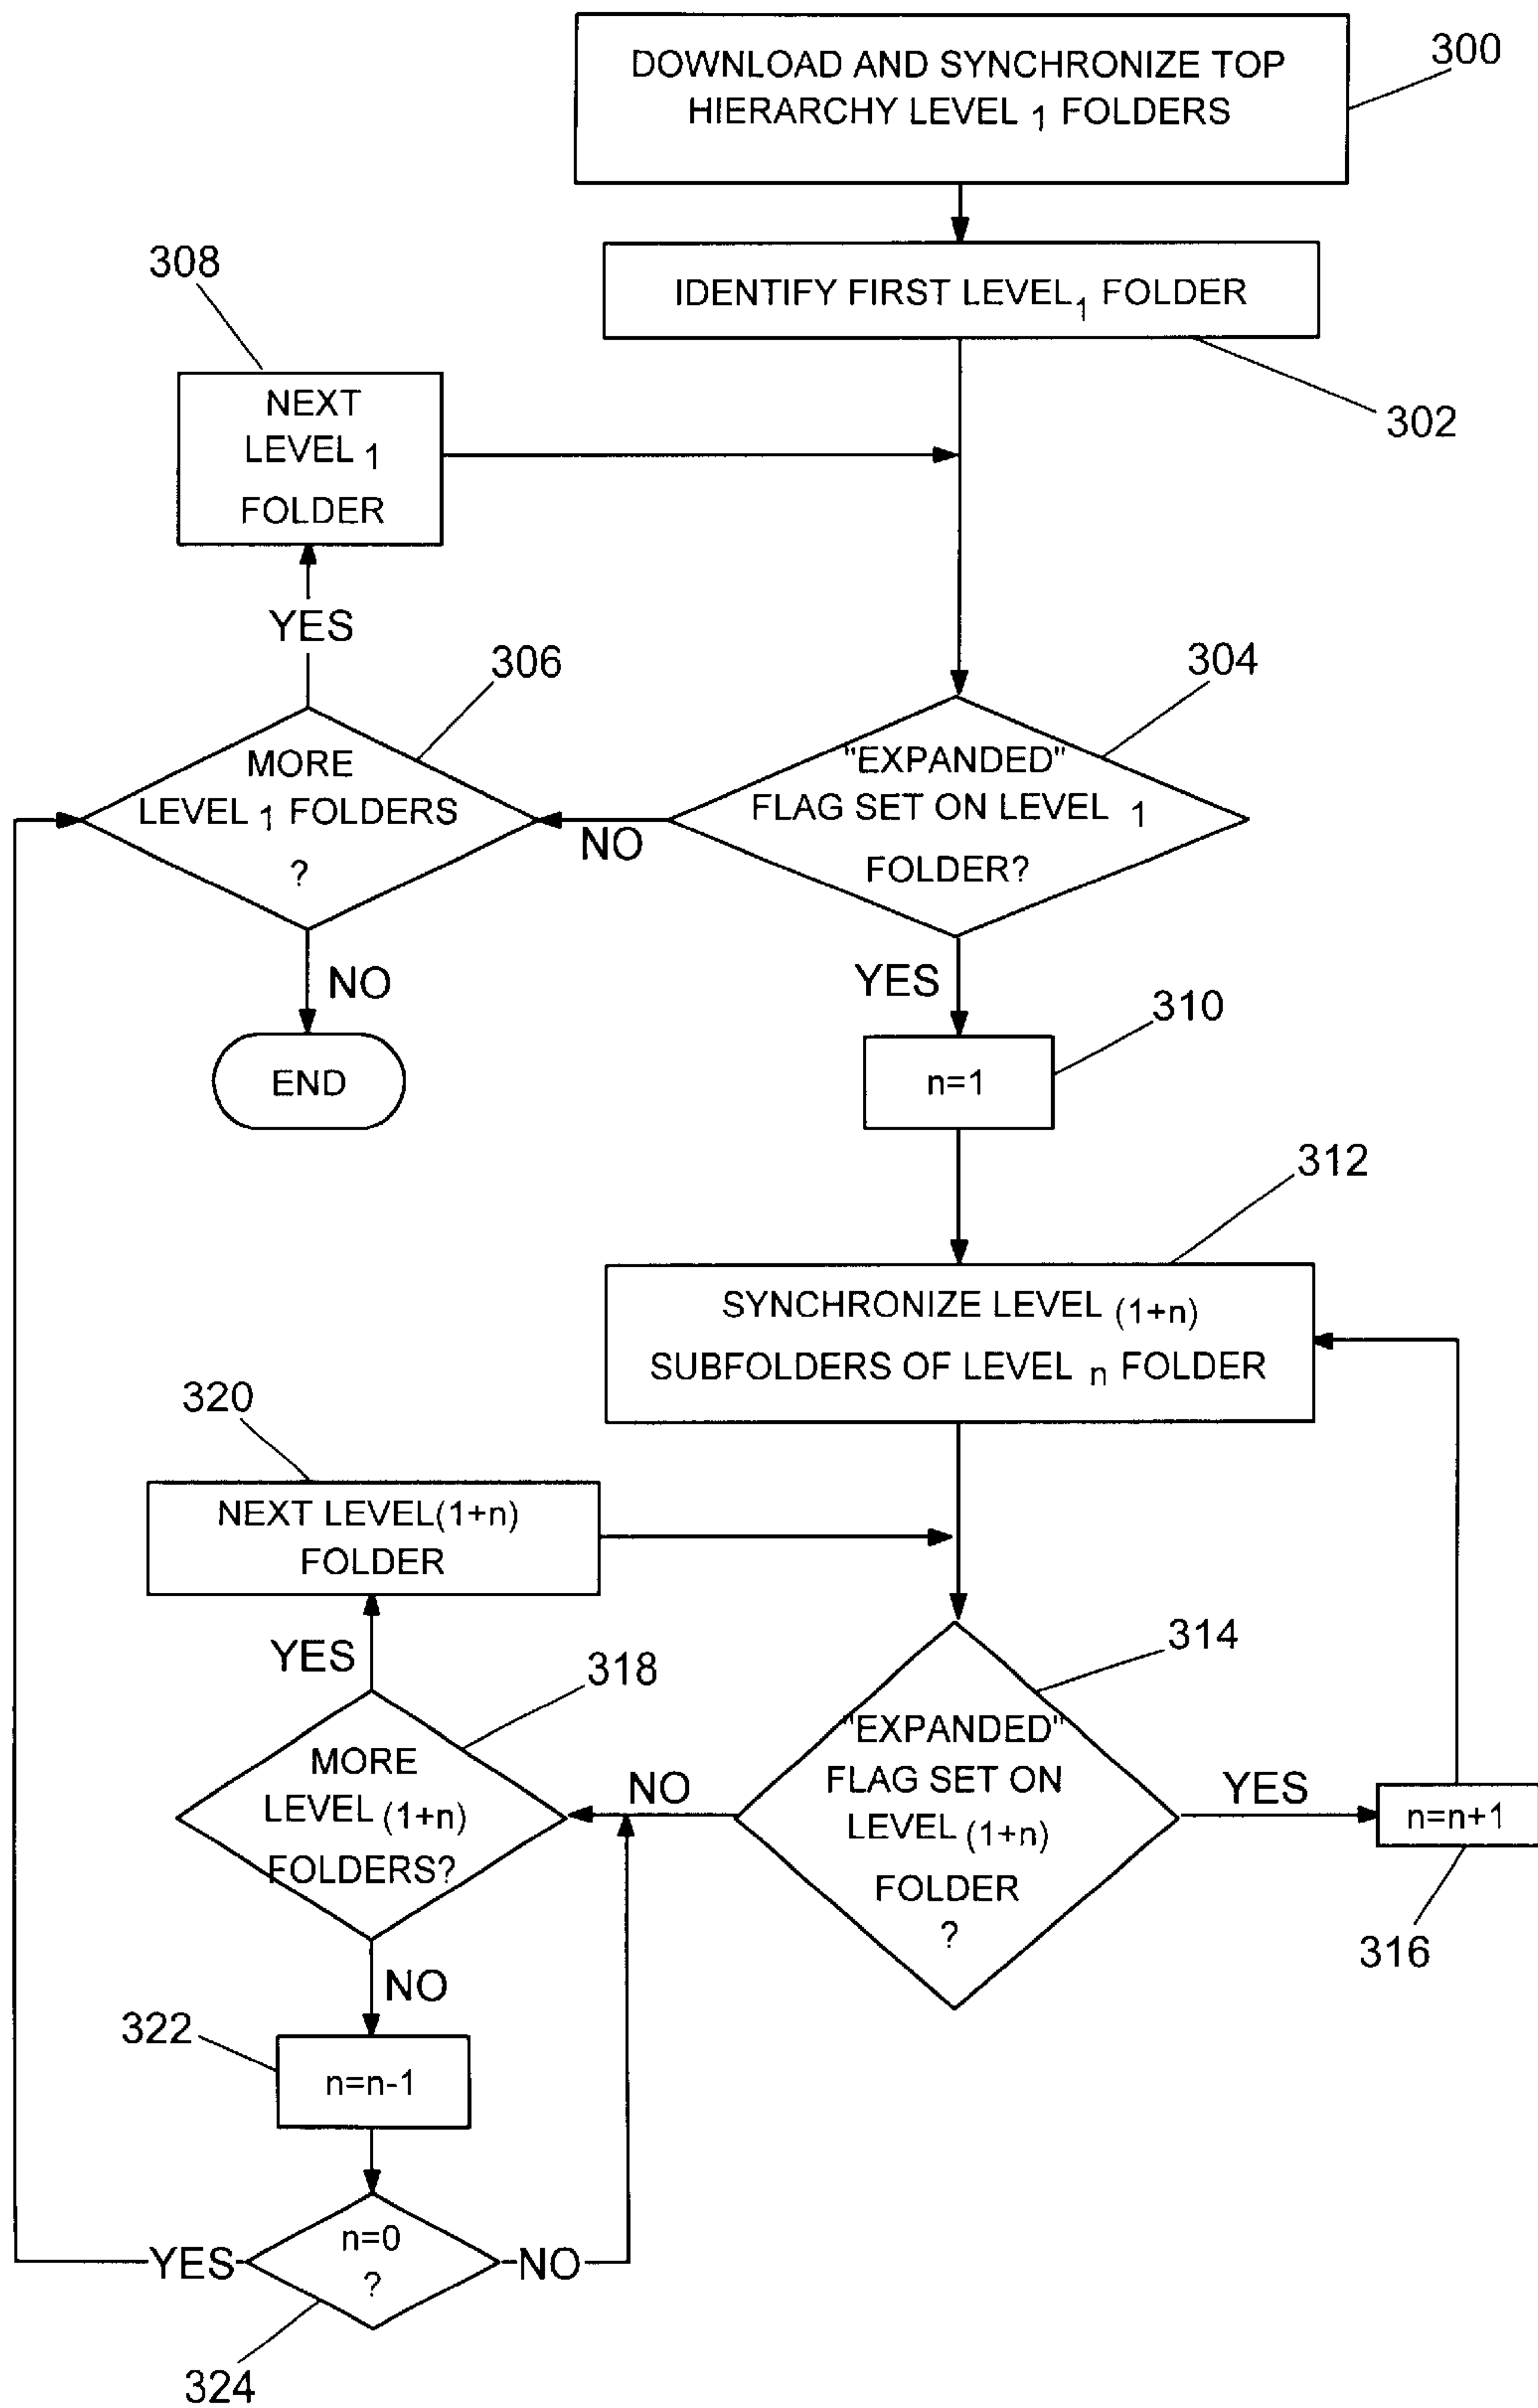 DOWNLOAD AND SYNCHRONIZE TOP
HIERARCHY LEVEL 1 FOLDERS
300
IDENTIFY FIRST LEVEL1 FOLDER
302
308
NEXT
LEVEL 1
FOLDER
YES
306
MORE
LEVEL 1 FOLDERS
?
304
"EXPANDED"
FLAG SET ON LEVEL 1
FOLDER?
NO
NO
END
YES
310
n=1
312
SYNCHRONIZE LEVEL (1+n)
SUBFOLDERS OF LEVEL n FOLDER
320
NEXT LEVEL(1+n)
FOLDER
YES
318
MORE
LEVEL (1+n)
FOLDERS?
NO
314
"EXPANDED"
FLAG SET ON
LEVEL (1+n)
FOLDER
?
YES
n=n+1
316
NO
322
n=n-1
n=0
?
YES
NO
324